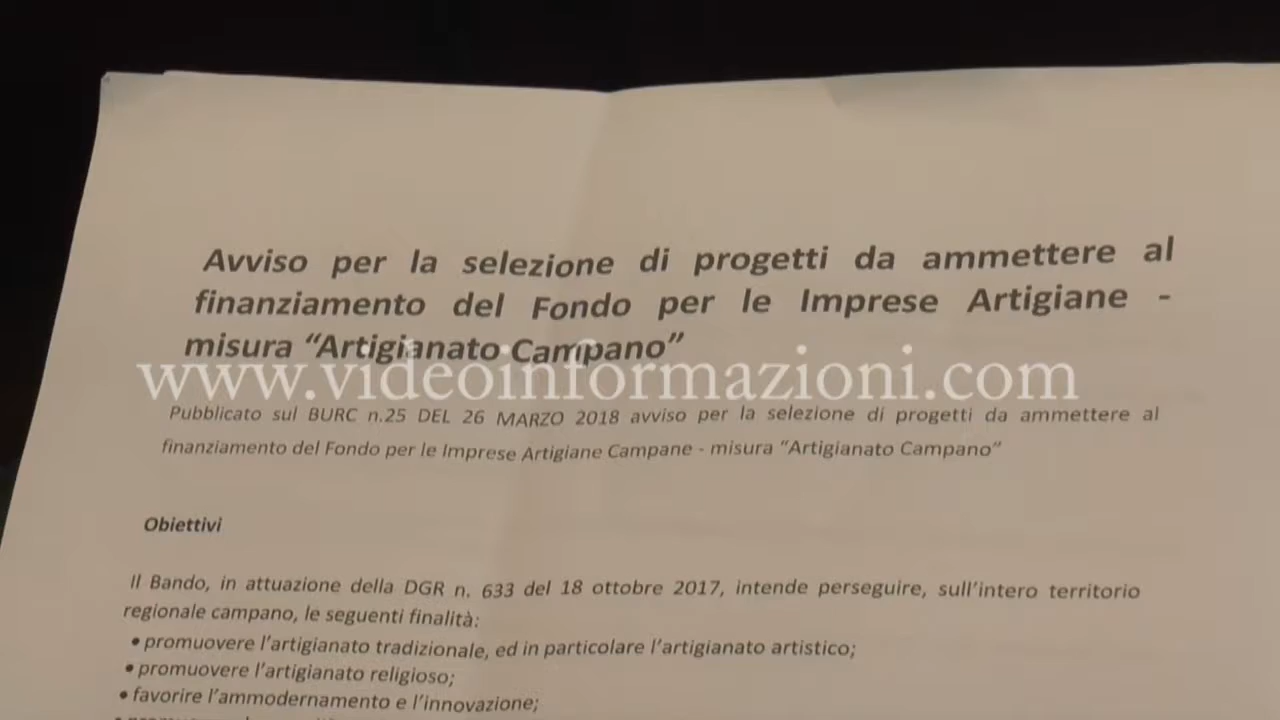 Avviso per la selezione di progetti da ammettere al
finanziamento del Fondo per le Imprese Artigiane -
misura “Artigianato Campano”
www.videoinformazioni.com
Pubblicato sul BURC n.25 DEL 26 MARZO 2018 avviso per la selezione di progetti da ammettere al
finanziamento del Fondo per le Imprese Artigiane Campane - misura “Artigianato Campano”
Obiettivi
Il Bando, in attuazione della DGR n. 633 del 18 ottobre 2017, intende perseguire, sull’intero territorio
regionale campano, le seguenti finalità:
• promuovere l’artigianato tradizionale, ed in particolare l’artigianato artistico;
• promuovere l’artigianato religioso;
• favorire l’ammodernamento e l’innovazione;